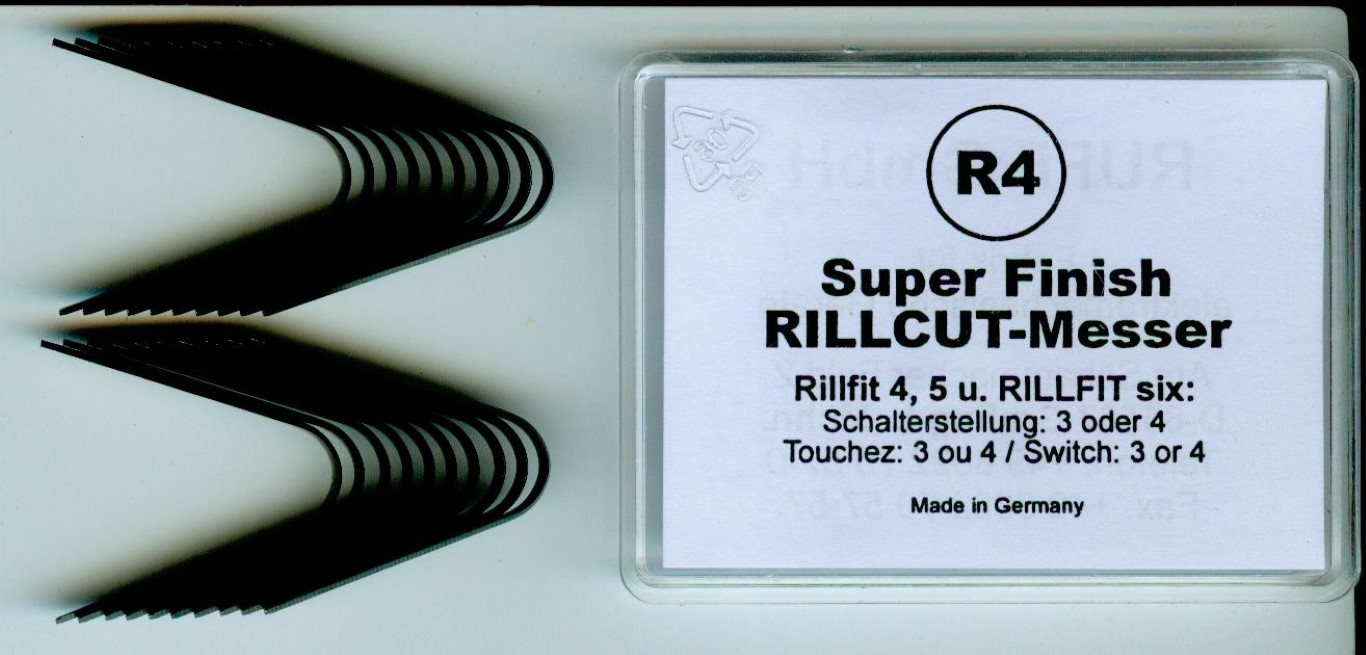 R4
Super Finish
RILLCUT-Messer
Rillfit 4, 5 u. RILLFIT six:
Schalterstellung: 3 oder 4
Touchez: 3 ou 4 / Switch: 3 or 4
Made in Germany